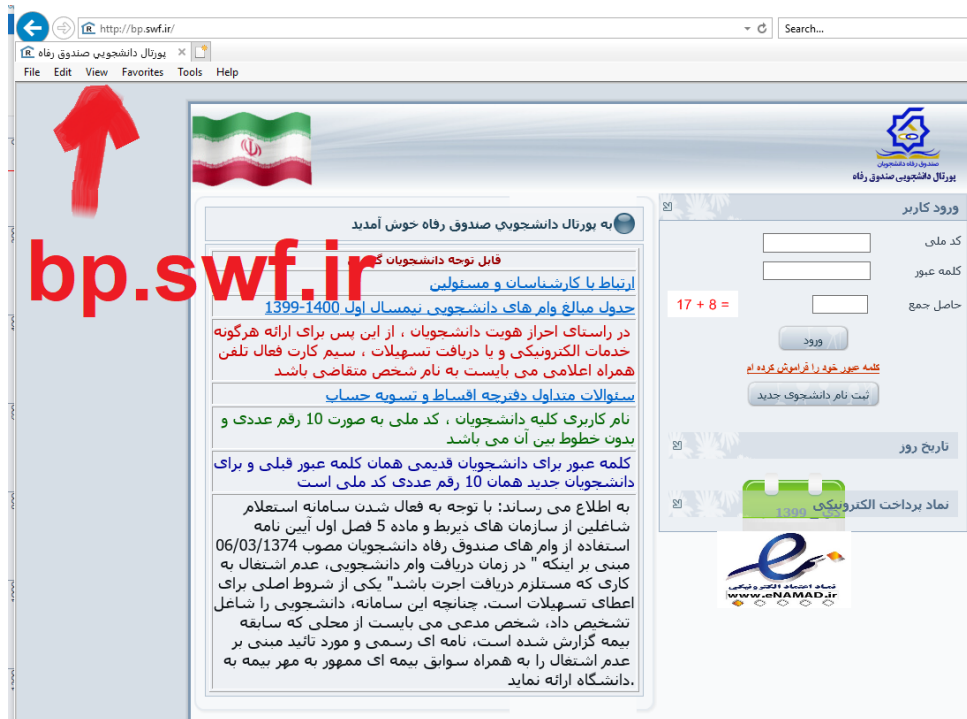 http://bp.swf.ir/
Search...
پورتال دانشجويي صندوق رفاه
File Edit View Favorites Tools Help
صندوق رفاه دانشجویان
پورتال دانشجویی صندوق رفاه
bp.swf.ir
ورود کاربر
کد ملی
کلمه عبور
حاصل جمع
17 + 8 =
ورود
کلمه عبور خود را فراموش کرده ام
ثبت نام دانشجوی جدید
تاریخ روز
نماد پرداخت الکترونیکی
1399
نماد اعتماد الکترونیکی
www.eNAMAD.ir
به پورتال دانشجويي صندوق رفاه خوش آمدید
قابل توجه دانشجویان
ارتباط با کارشناسان و مسئولین
جدول مبالغ وام های دانشجویی نیمسال اول 1400-1399
در راستای احراز هویت دانشجویان ، از این پس برای ارائه هرگونه
خدمات الکترونیکی و یا دریافت تسهیلات ، سیم کارت فعال تلفن
همراه اعلامی می بایست به نام شخص متقاضی باشد
سئوالات متداول دفترچه اقساط و تسویه حساب
نام کاربری کلیه دانشجویان ، کد ملی به صورت 10 رقم عددی و
بدون خطوط بین آن می باشد
کلمه عبور برای دانشجویان قدیمی همان کلمه عبور قبلی و برای
دانشجویان جدید همان 10 رقم عددی کد ملی است
به اطلاع می رساند: با توجه به فعال شدن سامانه استعلام
شاغلین از سازمان های ذیربط و ماده 5 فصل اول آیین نامه
استفاده از وام های صندوق رفاه دانشجویان مصوب 06/03/1374
مبنی بر اینکه " در زمان دریافت وام دانشجویی، عدم اشتغال به
کاری که مستلزم دریافت اجرت باشد" یکی از شروط اصلی برای
اعطای تسهیلات است. چنانچه این سامانه، دانشجویی را شاغل
تشخیص داد، شخص مدعی می بایست از محلی که سابقه
بیمه گزارش شده است، نامه ای رسمی و مورد تائید مبنی بر
عدم اشتغال را به همراه سوابق بیمه ای ممهور به مهر بیمه به
.دانشگاه ارائه نماید